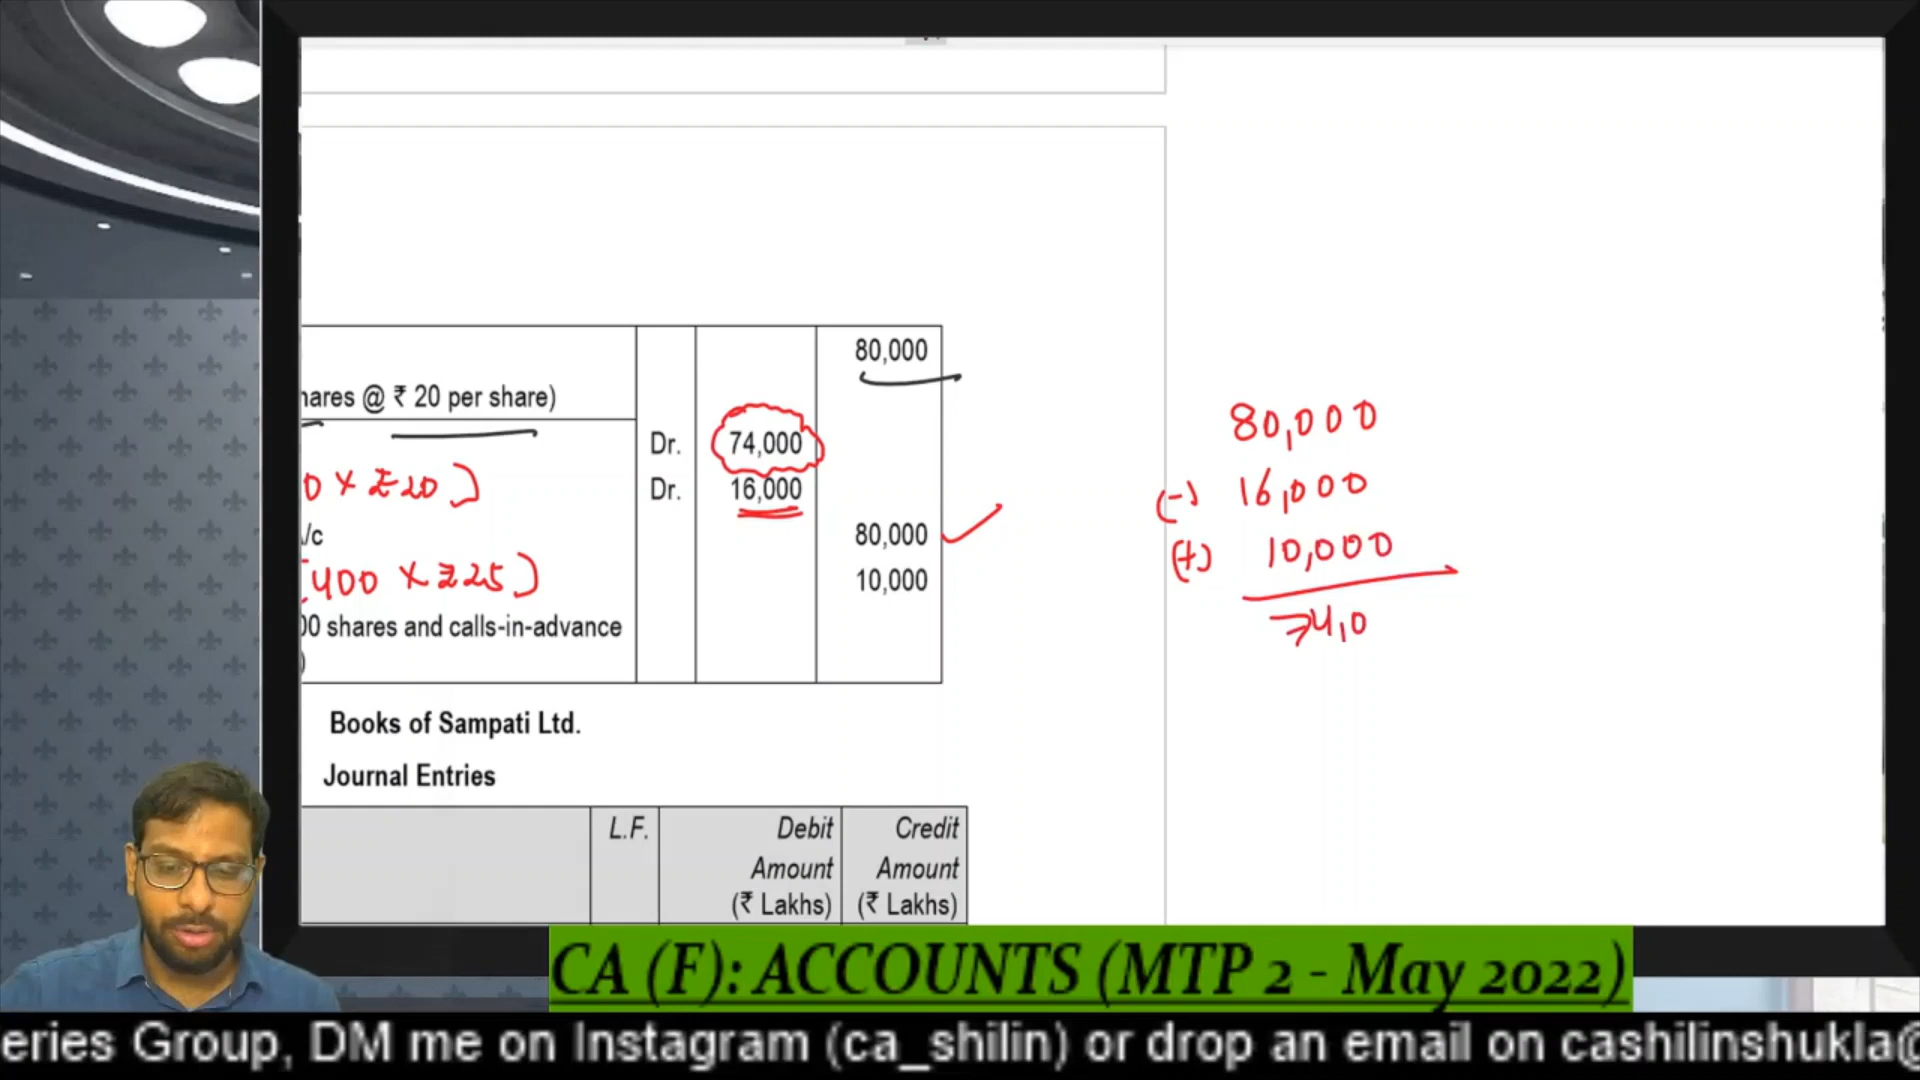 80,000
hares @ ₹ 20 per share)
Dr. 74,000
0 × ₹20 ]
Dr. 16,000
/c
80,000
[400 × ₹25]
10,000
00 shares and calls-in-advance
)
80,000
(-) 16,000
(+) 10,000
74,0
Books of Sampati Ltd.
Journal Entries
L.F.
Debit
Amount
(₹ Lakhs)
Credit
Amount
(₹ Lakhs)
CA (F): ACCOUNTS (MTP 2 - May 2022)
eries Group, DM me on Instagram (ca_shilin) or drop an email on cashilinshukla@